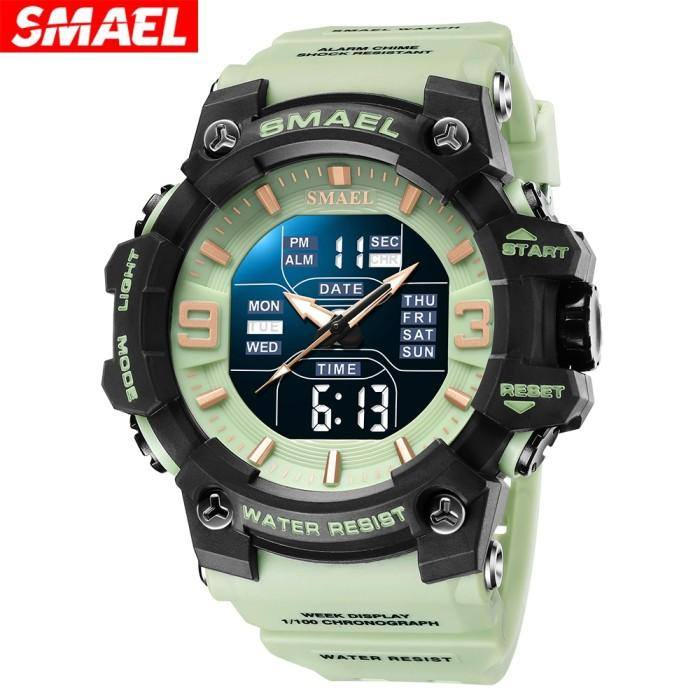 SMAEL
SMAEL WATCH
ALARM CHIME
SHOCK RESISTANT
SMAEL
SMAEL
PM 11 SEC
ALM CHR
DATE
START
LIGHT
MON THU
TUE FRI
WED SAT
SUN
9 3
MODE
TIME
RESET
6:13
WATER RESIST
WEEK DISPLAY
1/100 CHRONOGRAPH
WATER RESIST